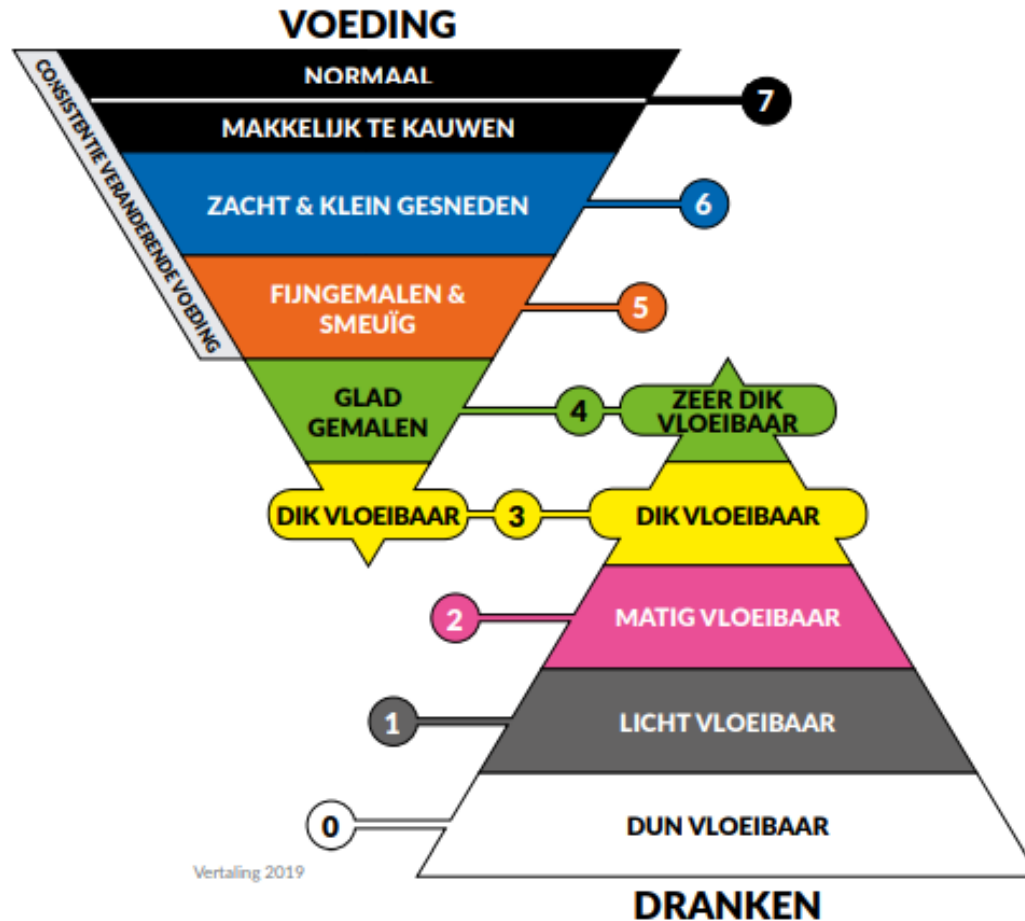 VOEDING
NORMAAL
7
MAKKELIJK TE KAUWEN
CONSISTENTIE VERANDERENDE VOEDING
ZACHT & KLEIN GESNEDEN
6
FIJNGEMALEN &
SMEUÏG
5
GLAD
GEMALEN
4
ZEER DIK
VLOEIBAAR
DIK VLOEIBAAR
3
DIK VLOEIBAAR
2
MATIG VLOEIBAAR
1
LICHT VLOEIBAAR
0
DUN VLOEIBAAR
Vertaling 2019
DRANKEN